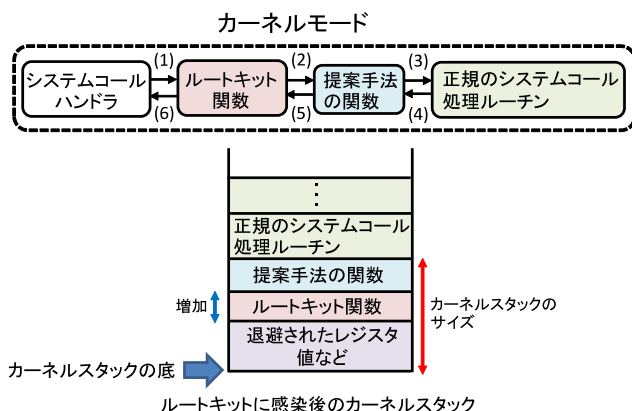 カーネルモード
(1) (2) (3)
システムコール
ハンドラ
ルートキット
関数
提案手法
の関数
正規のシステムコール
処理ルーチン
(6) (5) (4)
⋮
正規のシステムコール
処理ルーチン
提案手法の関数
増加
ルートキット関数
カーネルスタックの
サイズ
退避されたレジスタ
値など
カーネルスタックの底
ルートキットに感染後のカーネルスタック